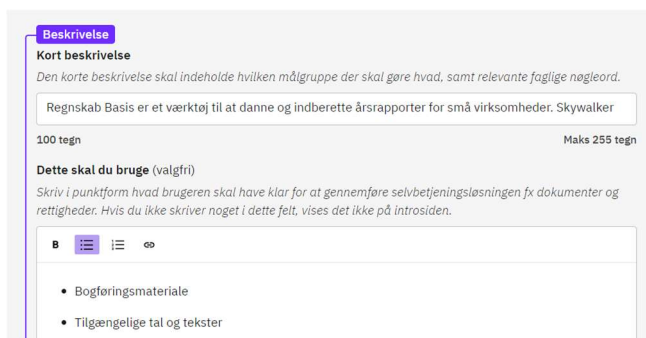 Beskrivelse
Kort beskrivelse
Den korte beskrivelse skal indeholde hvilken målgruppe der skal gøre hvad, samt relevante faglige nøgleord.
Regnskab Basis er et værktøj til at danne og indberette årsrapporter for små virksomheder. Skywalker
100 tegn Maks 255 tegn
Dette skal du bruge (valgfri)
Skriv i punktform hvad brugeren skal have klar for at gennemføre selvbetjeningsløsningen fx dokumenter og
rettigheder. Hvis du ikke skriver noget i dette felt, vises det ikke på introsiden.
B
• Bogføringsmateriale
• Tilgængelige tal og tekster